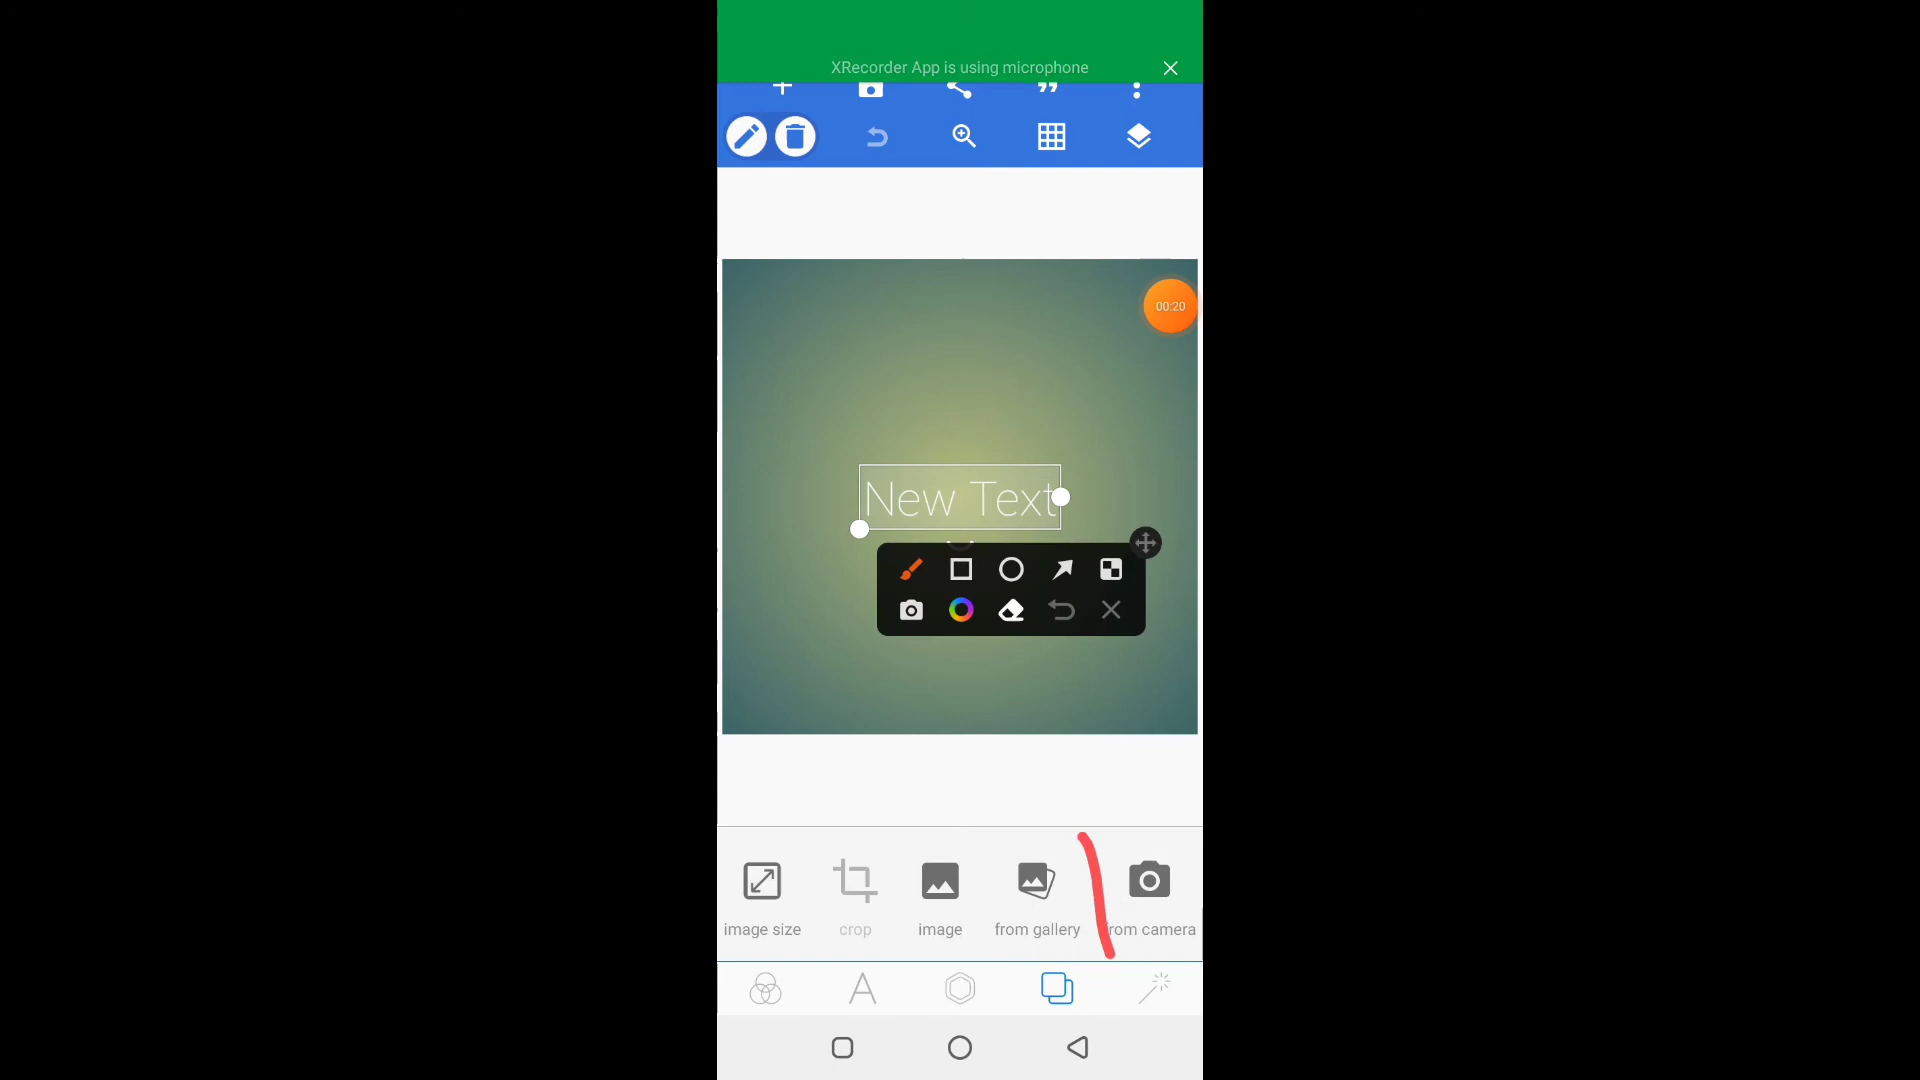 XRecorder App is using microphone
00:20
New Text
image size
crop
image
from gallery
rom camera